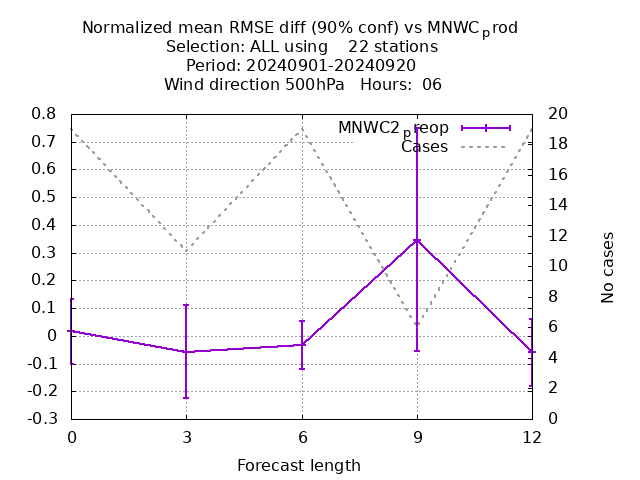 Normalized mean RMSE diff (90% conf) vs MNWCprod
Selection: ALL using    22 stations
Period: 20240901-20240920
Wind direction 500hPa   Hours:  06
MNWC2preop
Cases
0.8
0.7
0.6
0.5
0.4
0.3
0.2
0.1
0
-0.1
-0.2
-0.3
20
18
16
14
12
10
8
6
4
2
0
No cases
0 3 6 9 12
Forecast length